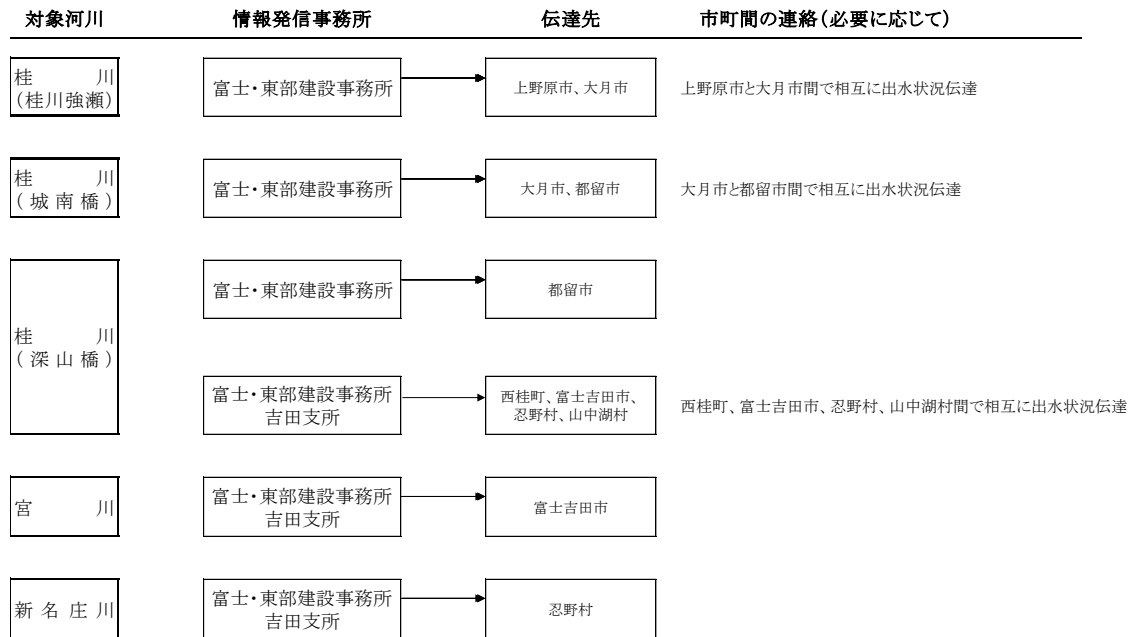 対象河川 情報発信事務所 伝達先 市町間の連絡(必要に応じて)
桂 川
(桂川強瀬)
富士・東部建設事務所
上野原市、大月市
上野原市と大月市間で相互に出水状況伝達
桂 川
(城南橋)
富士・東部建設事務所
大月市、都留市
大月市と都留市間で相互に出水状況伝達
桂 川
(深山橋)
富士・東部建設事務所
都留市
富士・東部建設事務所
吉田支所
西桂町、富士吉田市、
忍野村、山中湖村
西桂町、富士吉田市、忍野村、山中湖村間で相互に出水状況伝達
宮 川
富士・東部建設事務所
吉田支所
富士吉田市
新名庄川
富士・東部建設事務所
吉田支所
忍野村